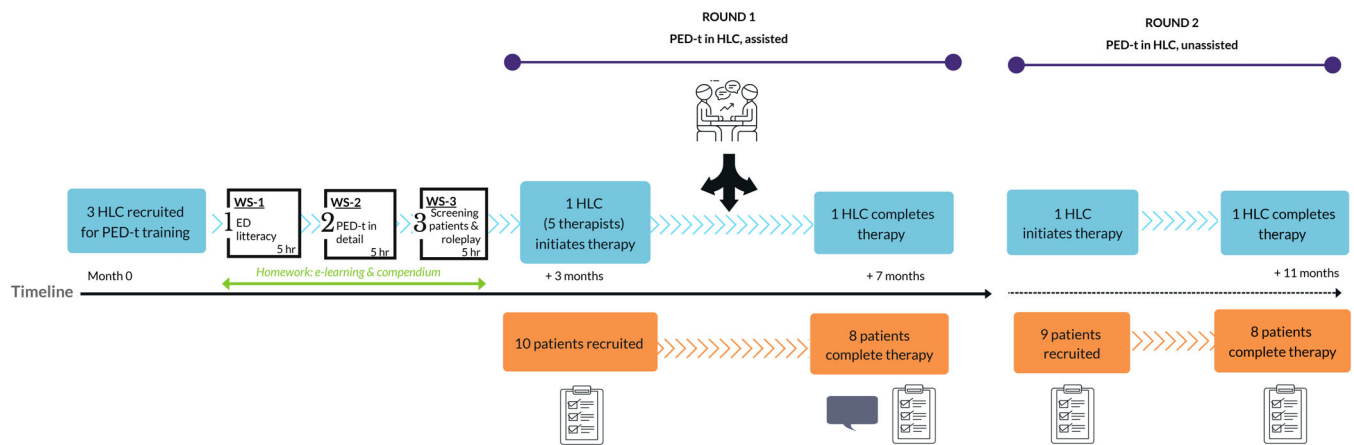 ROUND 1
PED-t in HLC, assisted
ROUND 2
PED-t in HLC, unassisted
3 HLC recruited
for PED-t training
WS-1
1 ED
litteracy
5 hr
WS-2
2 PED-t in
detail
5 hr
WS-3
3 Screening
patients &
roleplay
5 hr
1 HLC
(5 therapists)
initiates therapy
1 HLC completes
therapy
1 HLC
initiates therapy
1 HLC completes
therapy
Month 0
Homework: e-learning & compendium
+ 3 months
+ 7 months
+ 11 months
Timeline
10 patients recruited
8 patients
complete therapy
9 patients
recruited
8 patients
complete therapy